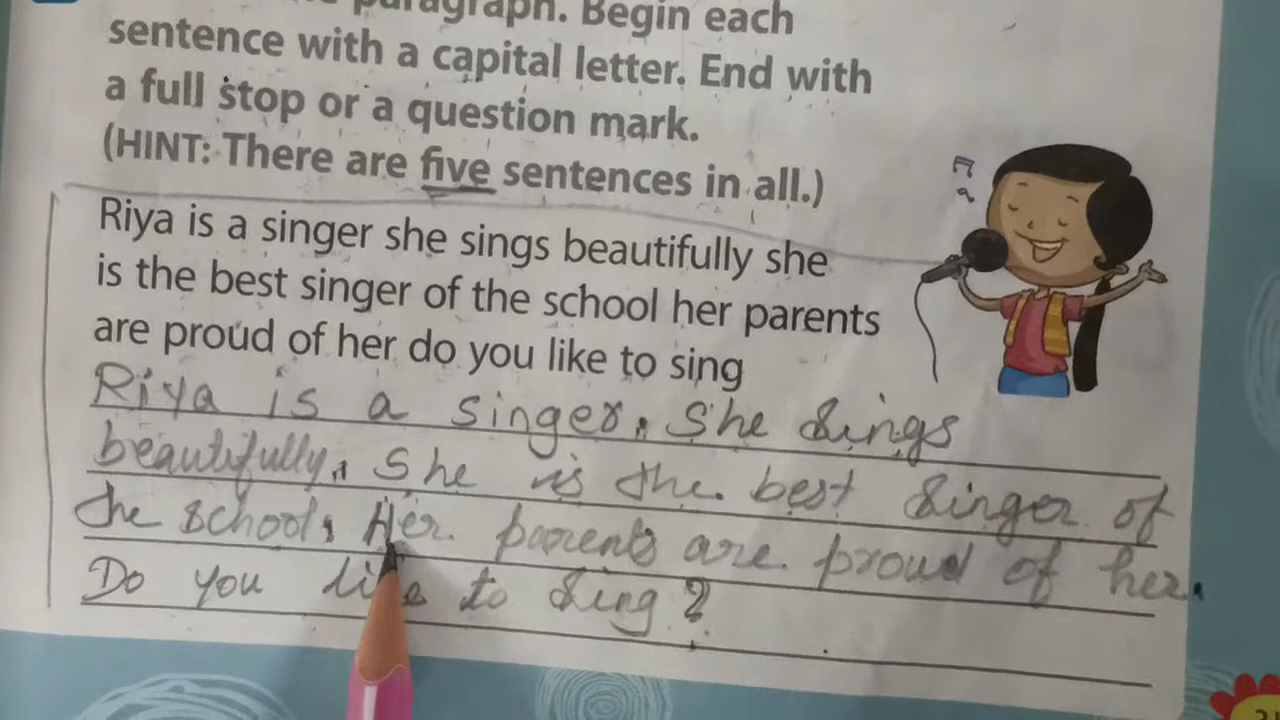 paragraph. Begin each
sentence with a capital letter. End with
a full stop or a question mark.
(HINT: There are five sentences in all.)
Riya is a singer she sings beautifully she
is the best singer of the school her parents
are proud of her do you like to sing
Riya is a singer. She sings
beautifully. She is the best singer of
the school. Her parents are proud of her.
Do you like to sing?